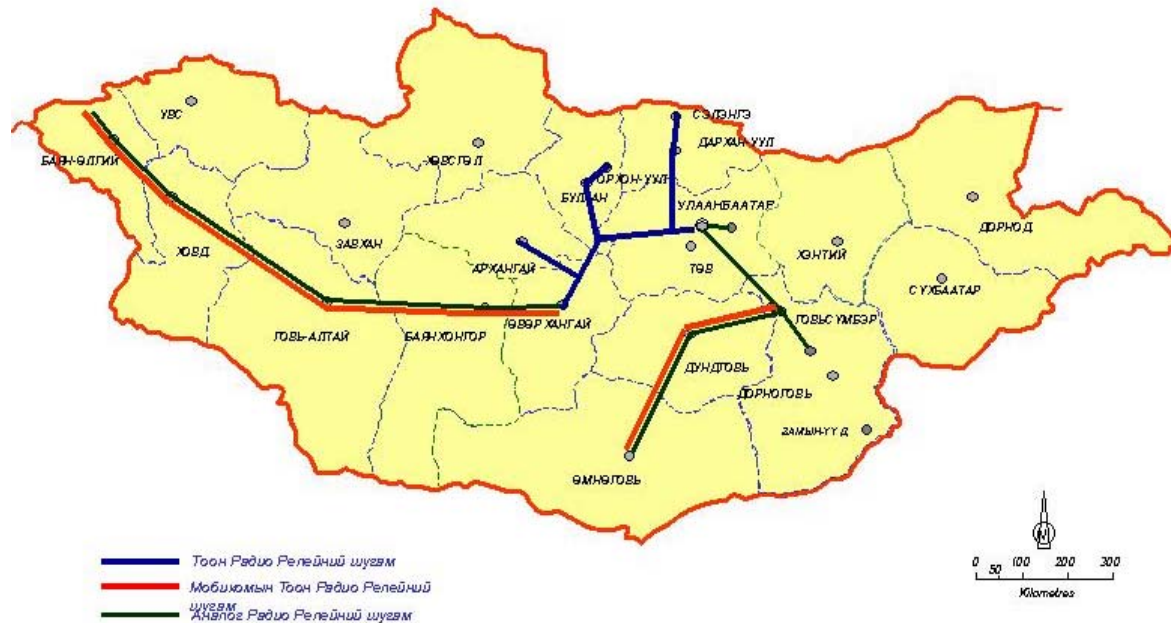 УВС
СЭЛЭНГЭ
ДАРХАН-УУЛ
ХӨВСГӨЛ
БАЯН-ӨЛГИЙ
ОРХОН-УУЛ
БУЛГАН
УЛААНБААТАР
ДОРНОД
ЗАВХАН
ХОВД
АРХАНГАЙ
ТӨВ
ХЭНТИЙ
СҮХБААТАР
ГОВЬ-АЛТАЙ
БАЯНХОНГОР
ӨВӨРХАНГАЙ
ГОВЬСҮМБЭР
ДУНДГОВЬ
ДОРНОГОВЬ
ЗАМЫН-ҮҮД
ӨМНӨГОВЬ
Тоон Радио Релейний шугам
Мобикомын Тоон Радио Релейний
шугам
Аналог Радио Релейний шугам
N
0 50 100 200 300
Kilometres